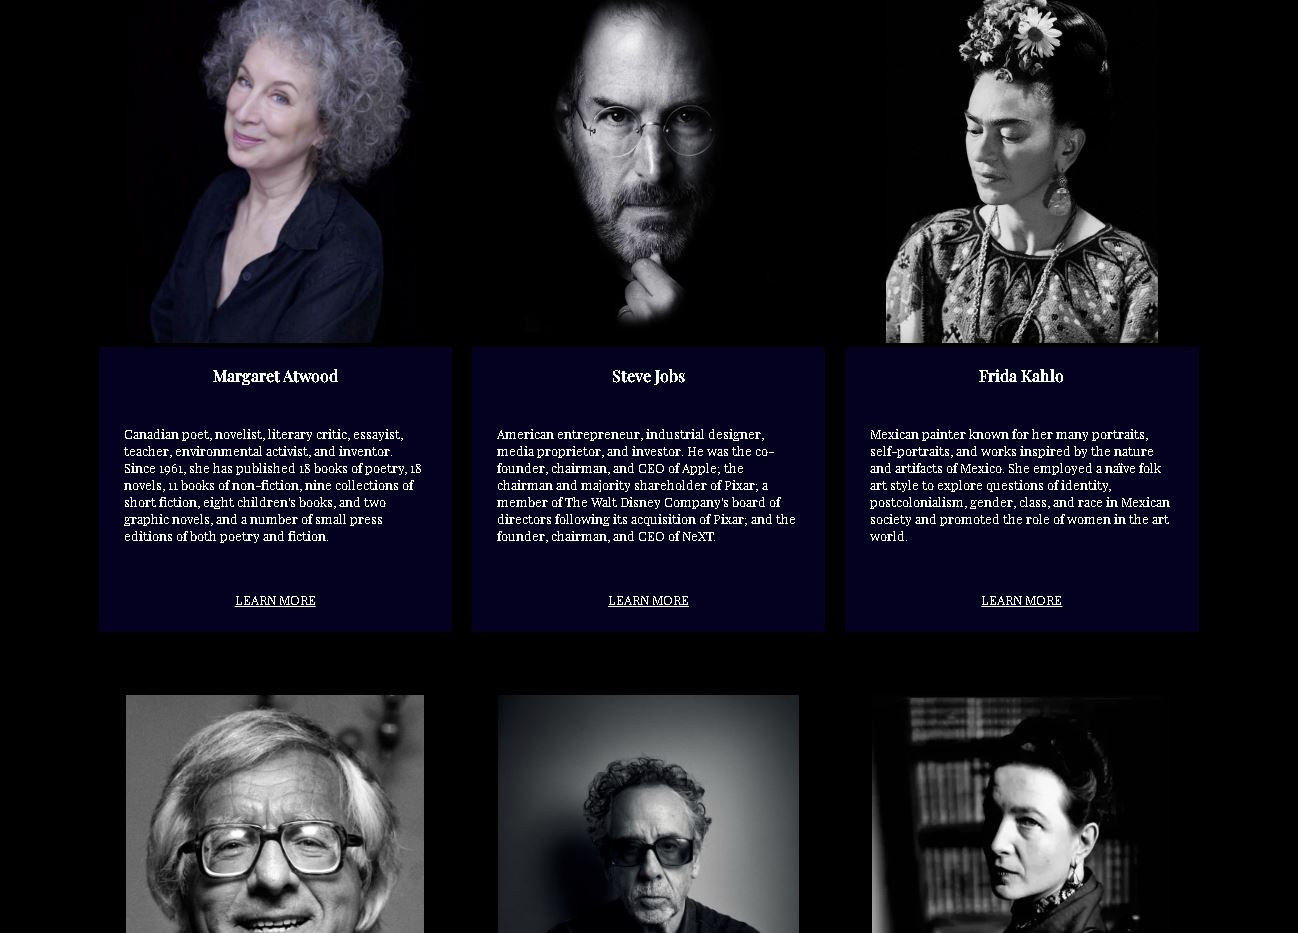 Margaret Atwood
Canadian poet, novelist, literary critic, essayist,
teacher, environmental activist, and inventor.
Since 1961, she has published 18 books of poetry, 18
novels, 11 books of non-fiction, nine collections of
short fiction, eight children's books, and two
graphic novels, and a number of small press
editions of both poetry and fiction.
LEARN MORE
Steve Jobs
American entrepreneur, industrial designer,
media proprietor, and investor. He was the co-
founder, chairman, and CEO of Apple; the
chairman and majority shareholder of Pixar; a
member of The Walt Disney Company's board of
directors following its acquisition of Pixar; and the
founder, chairman, and CEO of NeXT.
LEARN MORE
Frida Kahlo
Mexican painter known for her many portraits,
self-portraits, and works inspired by the nature
and artifacts of Mexico. She employed a naïve folk
art style to explore questions of identity,
postcolonialism, gender, class, and race in Mexican
society and promoted the role of women in the art
world.
LEARN MORE